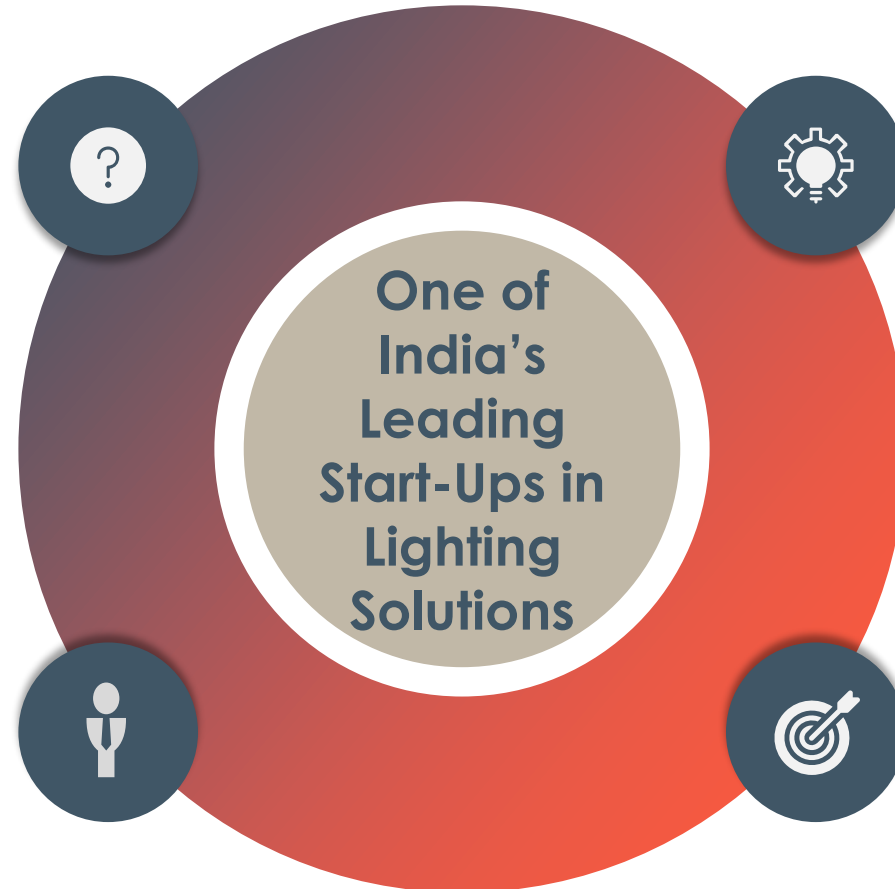 ?
One of
India’s
Leading
Start-Ups in
Lighting
Solutions